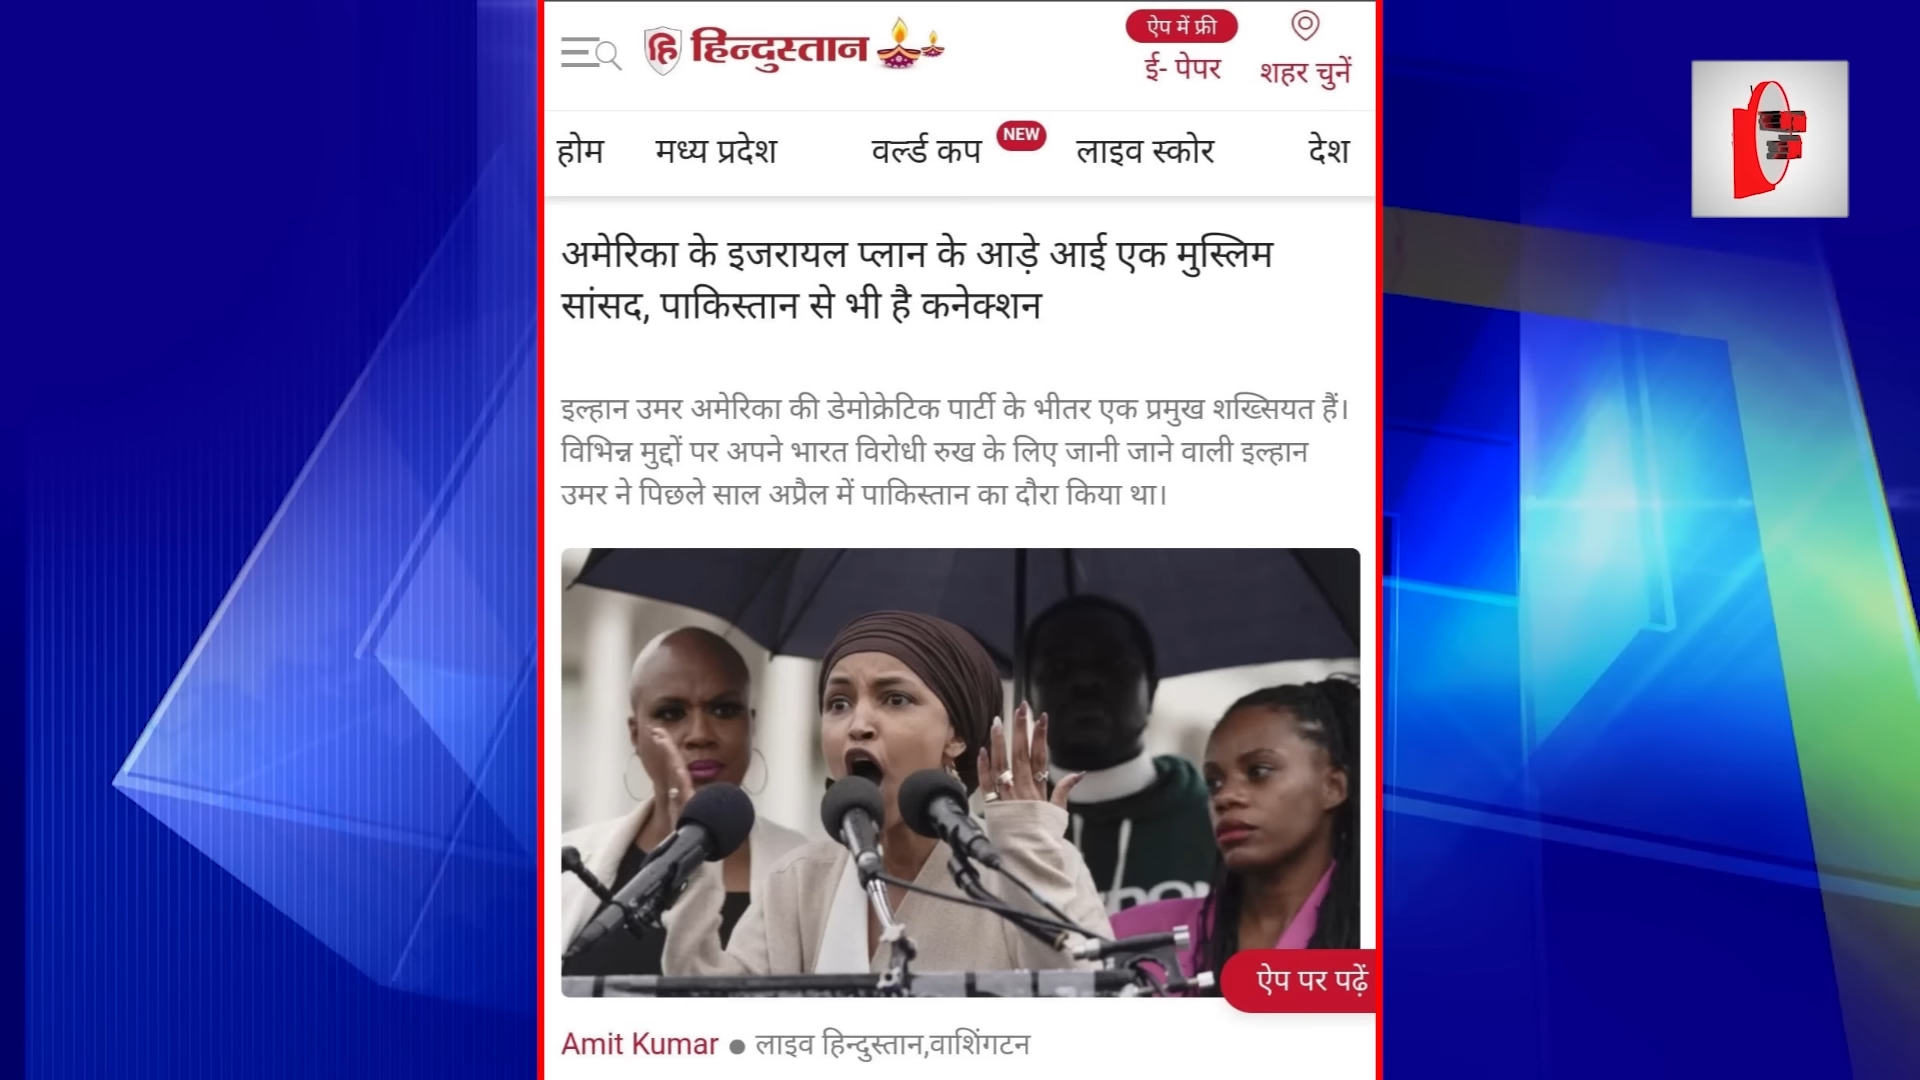 हि हिन्दुस्तान
ऐप में फ्री
ई- पेपर
शहर चुनें
होम मध्य प्रदेश वर्ल्ड कप NEW लाइव स्कोर देश
अमेरिका के इजरायल प्लान के आड़े आई एक मुस्लिम
सांसद, पाकिस्तान से भी है कनेक्शन
इल्हान उमर अमेरिका की डेमोक्रेटिक पार्टी के भीतर एक प्रमुख शख्सियत हैं।
विभिन्न मुद्दों पर अपने भारत विरोधी रुख के लिए जानी जाने वाली इल्हान
उमर ने पिछले साल अप्रैल में पाकिस्तान का दौरा किया था।
ऐप पर पढ़ें
Amit Kumar ● लाइव हिन्दुस्तान,वाशिंगटन